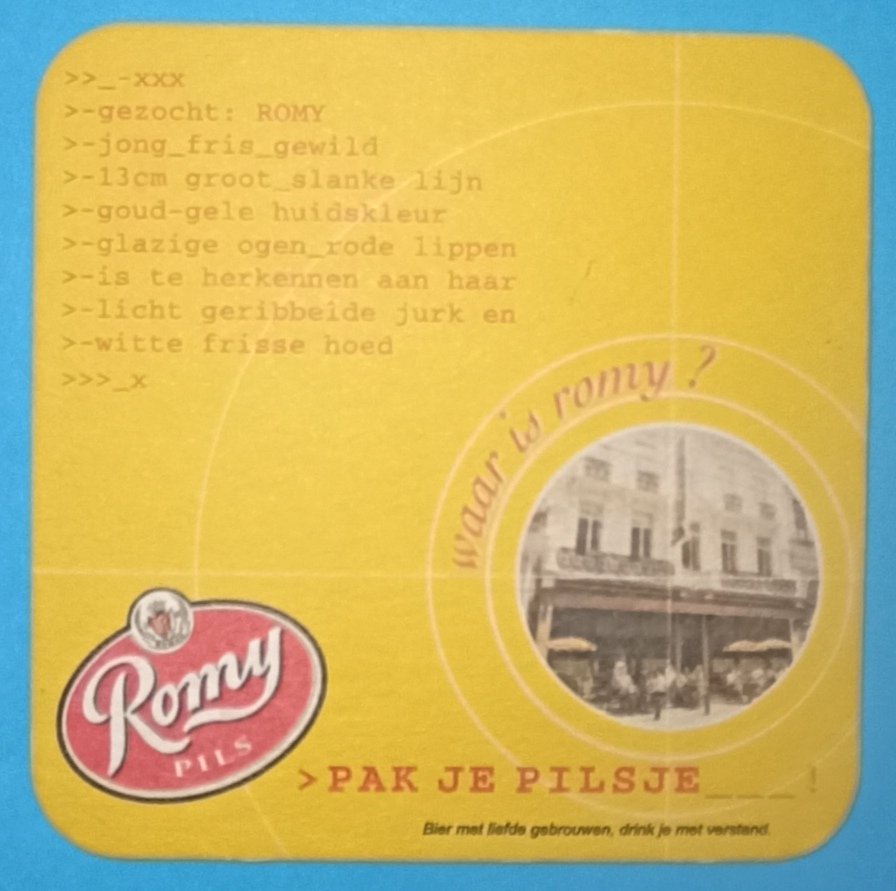 >>_-xxx
>-gezocht: ROMY
>-jong_fris_gewild
>-13cm groot_slanke lijn
>-goud-gele huidskleur
>-glazige ogen_rode lippen
>-is te herkennen aan haar
>-licht geribbelde jurk en
>-witte frisse hoed
>>>_x
waar is romy ?
Romy
PILS
>PAK JE PILSJE___!
Bier met liefde gebrouwen, drink je met verstand.